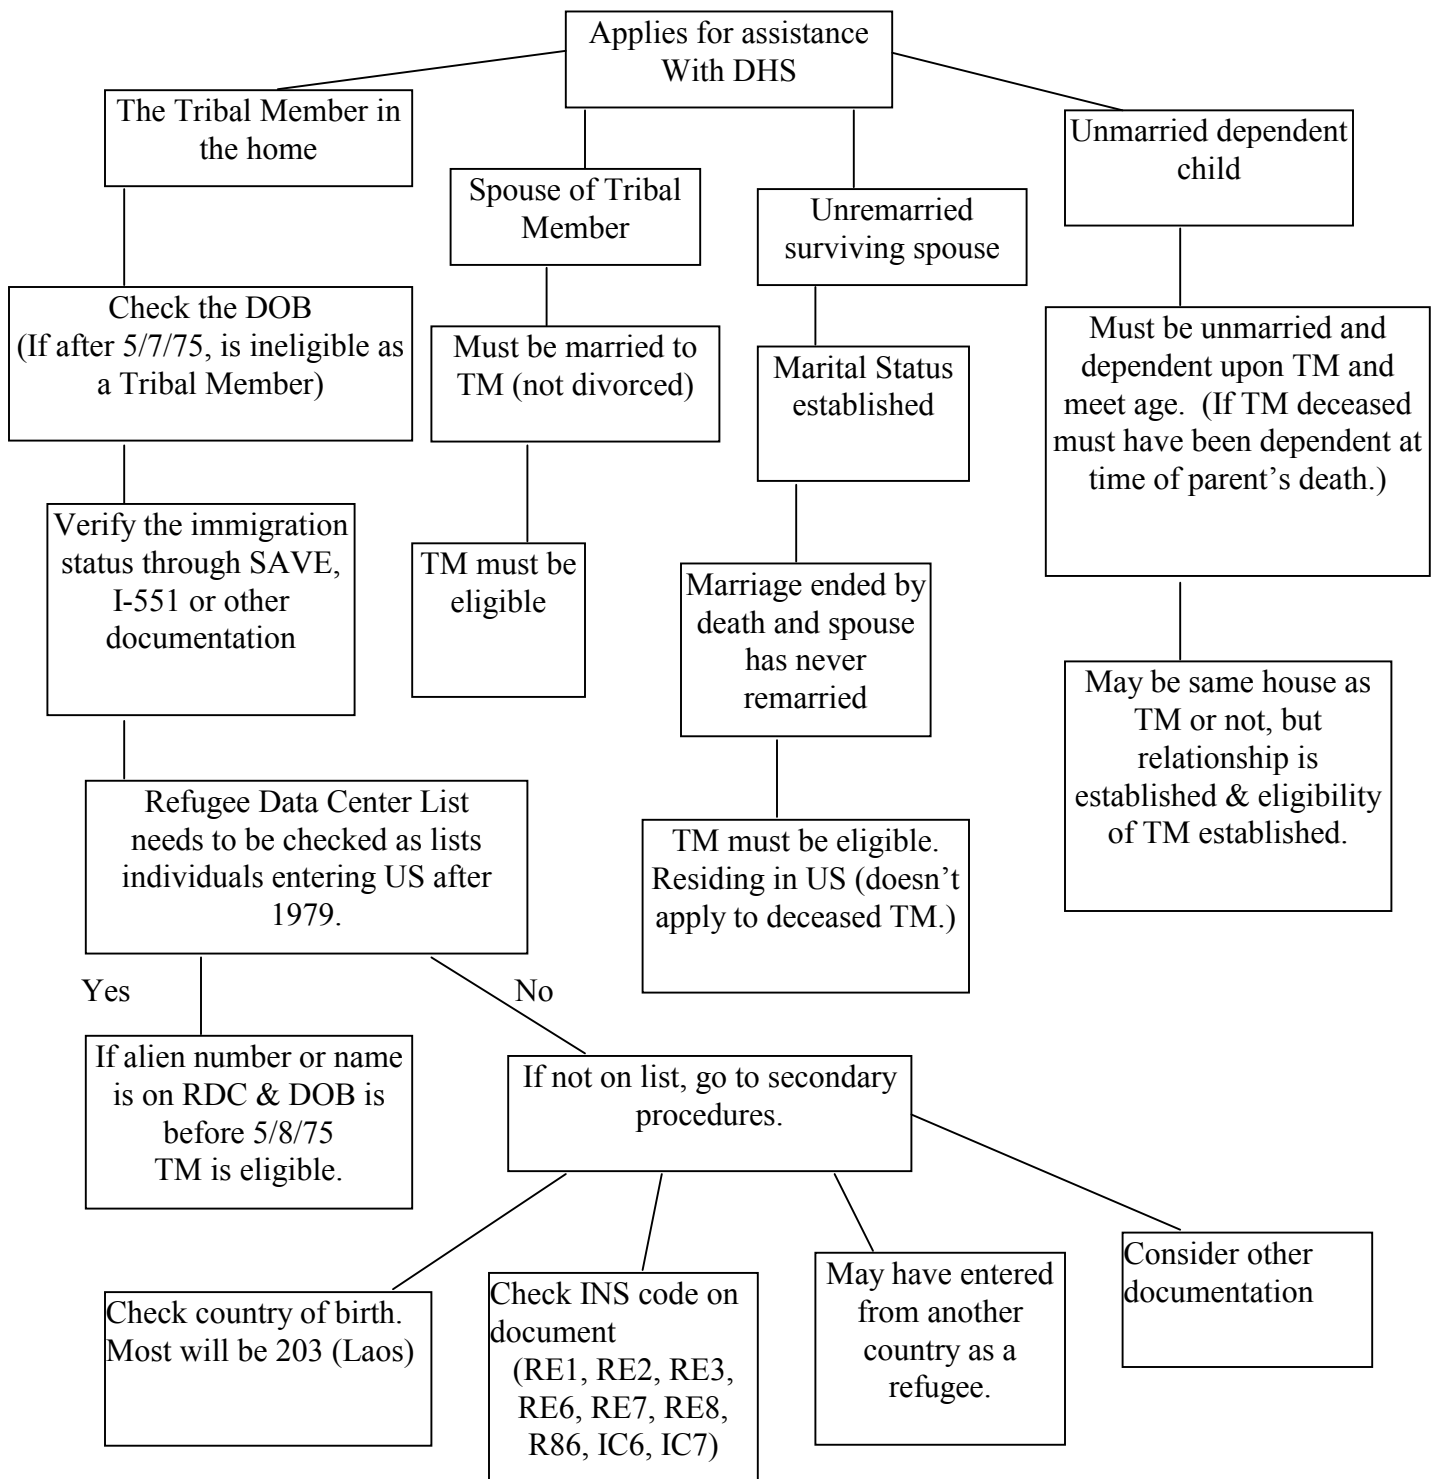 Applies for assistance
With DHS
The Tribal Member in
the home
Spouse of Tribal
Member
Unremarried
surviving spouse
Unmarried dependent
child
Check the DOB
(If after 5/7/75, is ineligible as
a Tribal Member)
Must be married to
TM (not divorced)
Marital Status
established
Must be unmarried and
dependent upon TM and
meet age.  (If TM deceased
must have been dependent at
time of parent’s death.)
Verify the immigration
status through SAVE,
I-551 or other
documentation
TM must be
eligible
Marriage ended by
death and spouse
has never
remarried
May be same house as
TM or not, but
relationship is
established & eligibility
of TM established.
Refugee Data Center List
needs to be checked as lists
individuals entering US after
1979.
TM must be eligible.
Residing in US (doesn’t
apply to deceased TM.)
Yes
No
If alien number or name
is on RDC & DOB is
before 5/8/75
TM is eligible.
If not on list, go to secondary
procedures.
Check country of birth.
Most will be 203 (Laos)
Check INS code on
document
(RE1, RE2, RE3,
RE6, RE7, RE8,
R86, IC6, IC7)
May have entered
from another
country as a
refugee.
Consider other
documentation